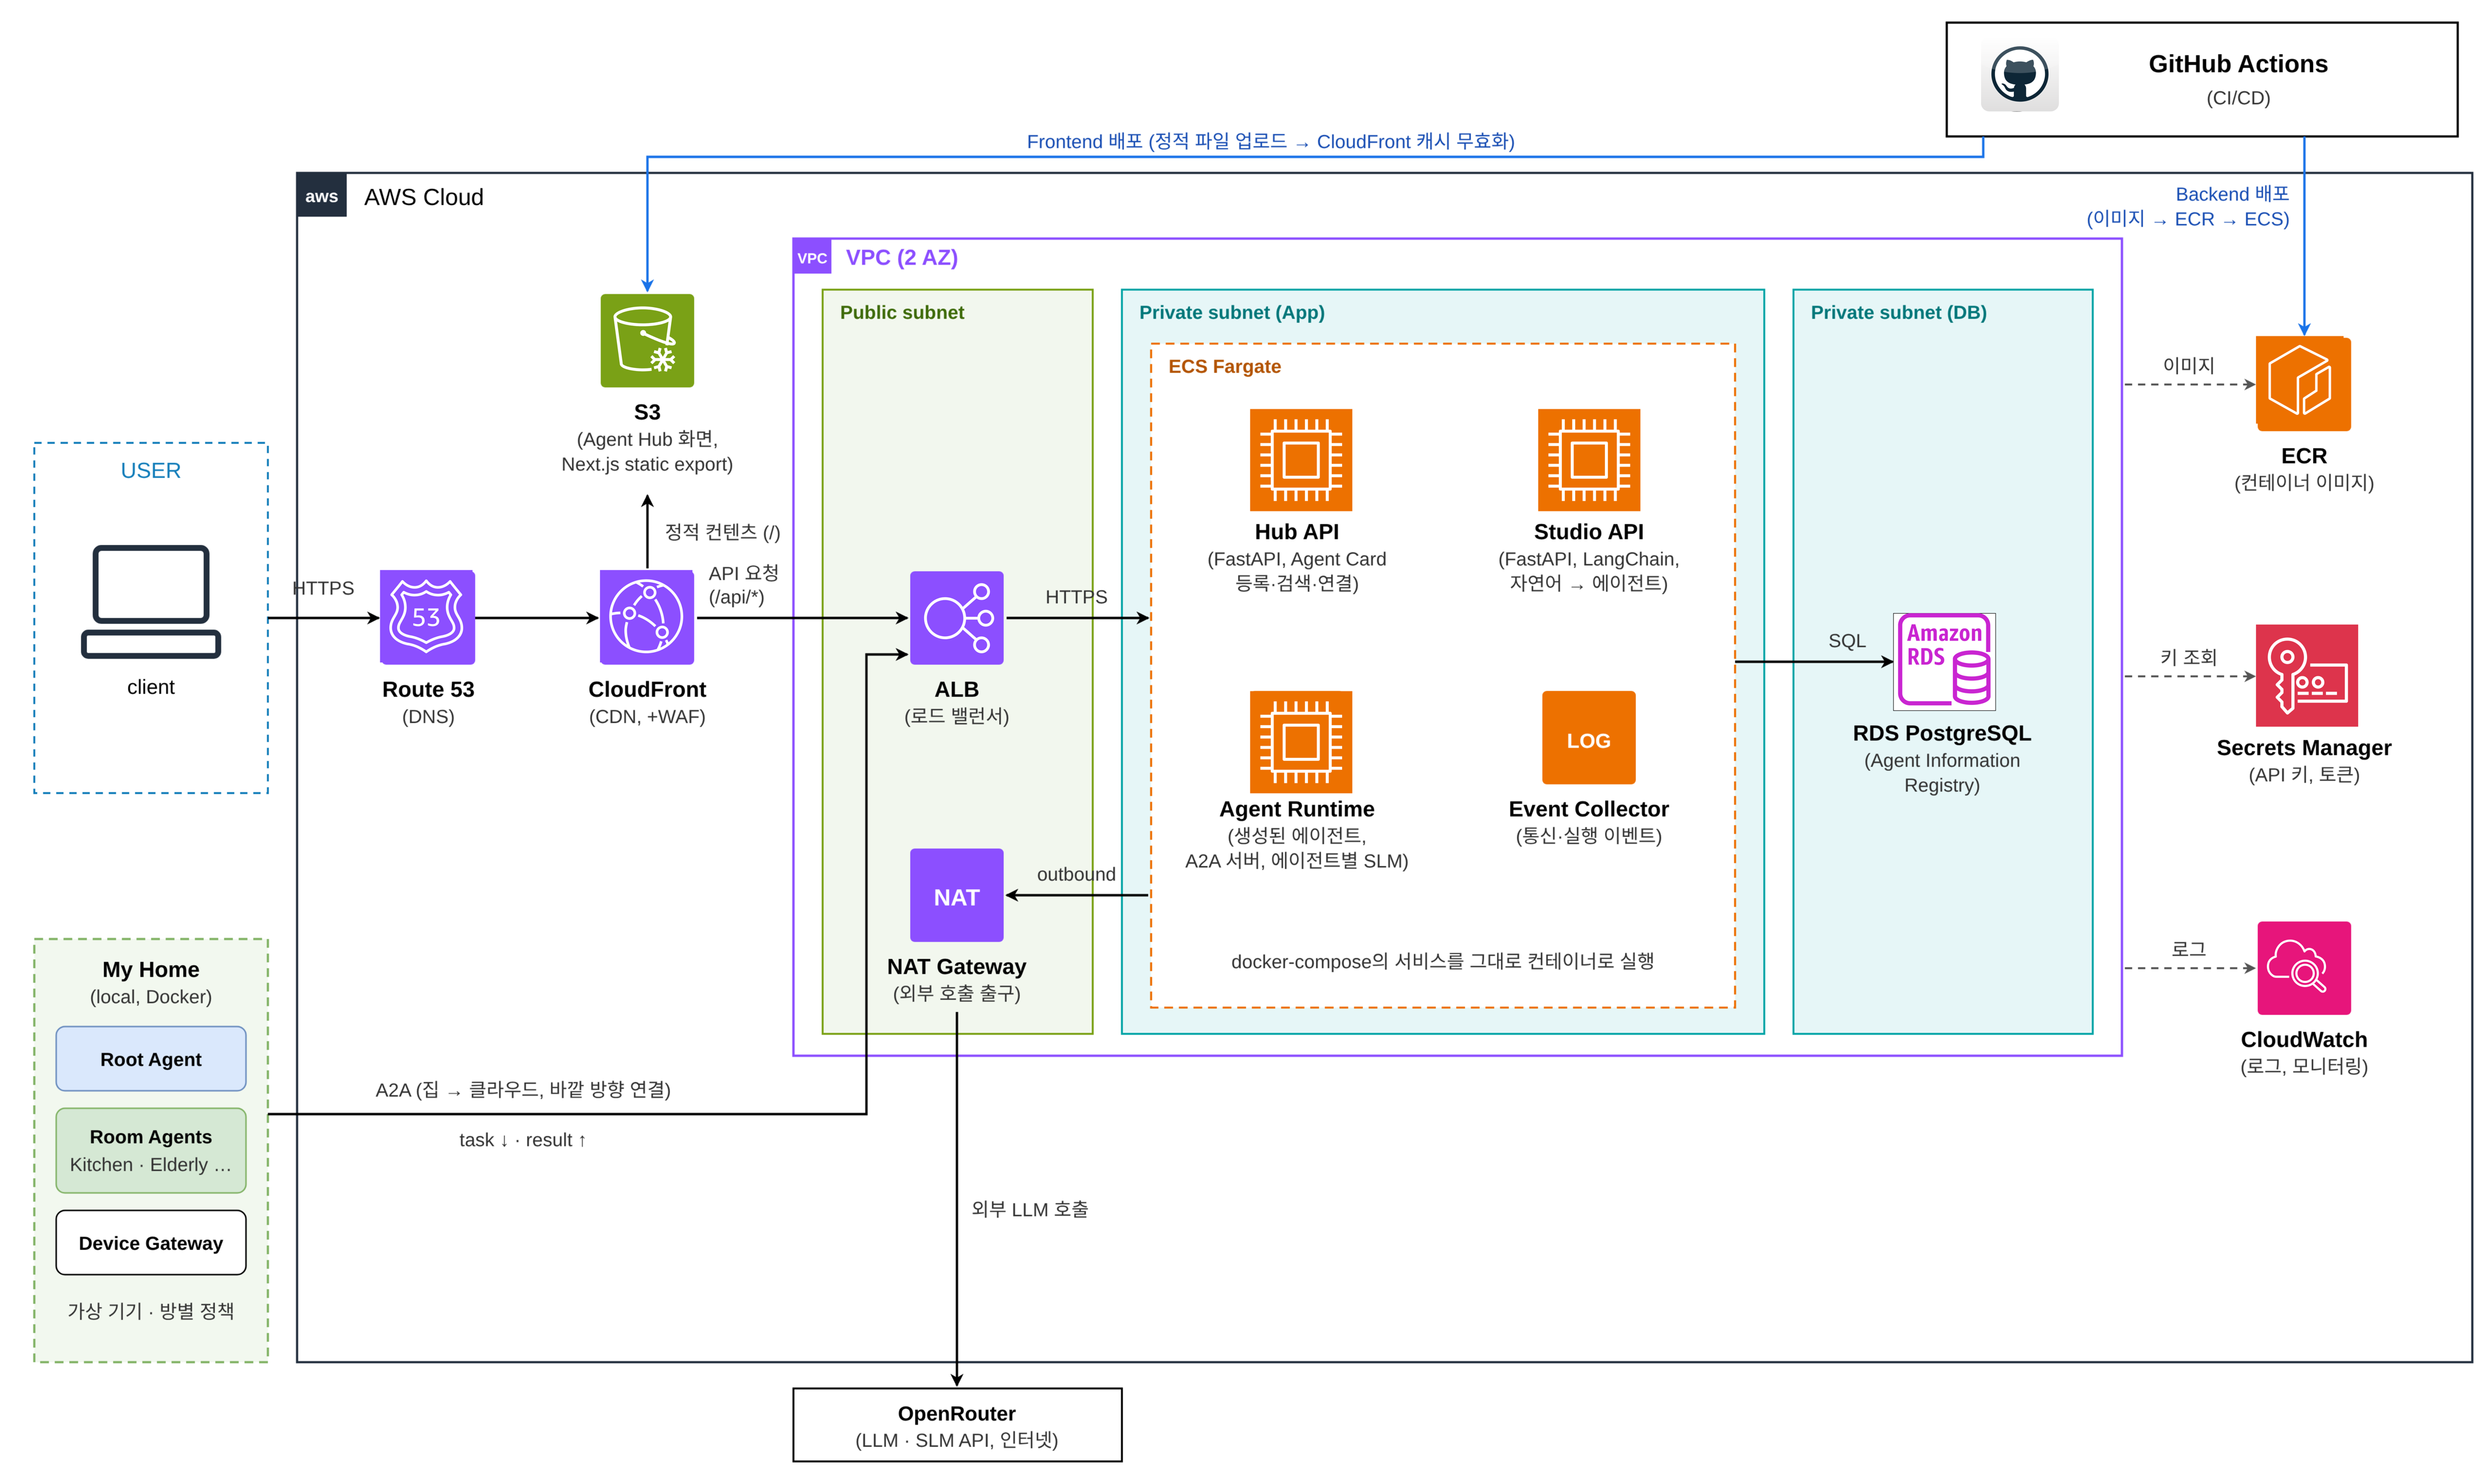 GitHub Actions
(CI/CD)
Frontend 배포 (정적 파일 업로드 → CloudFront 캐시 무효화)
aws
AWS Cloud
Backend 배포
(이미지 → ECR → ECS)
VPC
VPC (2 AZ)
Public subnet
Private subnet (App)
Private subnet (DB)
ECS Fargate
S3
(Agent Hub 화면,
Next.js static export)
이미지
ECR
(컨테이너 이미지)
USER
client
HTTPS
53
Route 53
(DNS)
정적 컨텐츠 (/)
API 요청
(/api/*)
CloudFront
(CDN, +WAF)
ALB
(로드 밸런서)
HTTPS
Hub API
(FastAPI, Agent Card
등록·검색·연결)
Studio API
(FastAPI, LangChain,
자연어 → 에이전트)
Agent Runtime
(생성된 에이전트,
A2A 서버, 에이전트별 SLM)
LOG
Event Collector
(통신·실행 이벤트)
docker-compose의 서비스를 그대로 컨테이너로 실행
SQL
Amazon
RDS
RDS PostgreSQL
(Agent Information
Registry)
키 조회
Secrets Manager
(API 키, 토큰)
outbound
NAT
NAT Gateway
(외부 호출 출구)
로그
CloudWatch
(로그, 모니터링)
My Home
(local, Docker)
Root Agent
Room Agents
Kitchen · Elderly …
Device Gateway
가상 기기 · 방별 정책
A2A (집 → 클라우드, 바깥 방향 연결)
task ↓ · result ↑
외부 LLM 호출
OpenRouter
(LLM · SLM API, 인터넷)